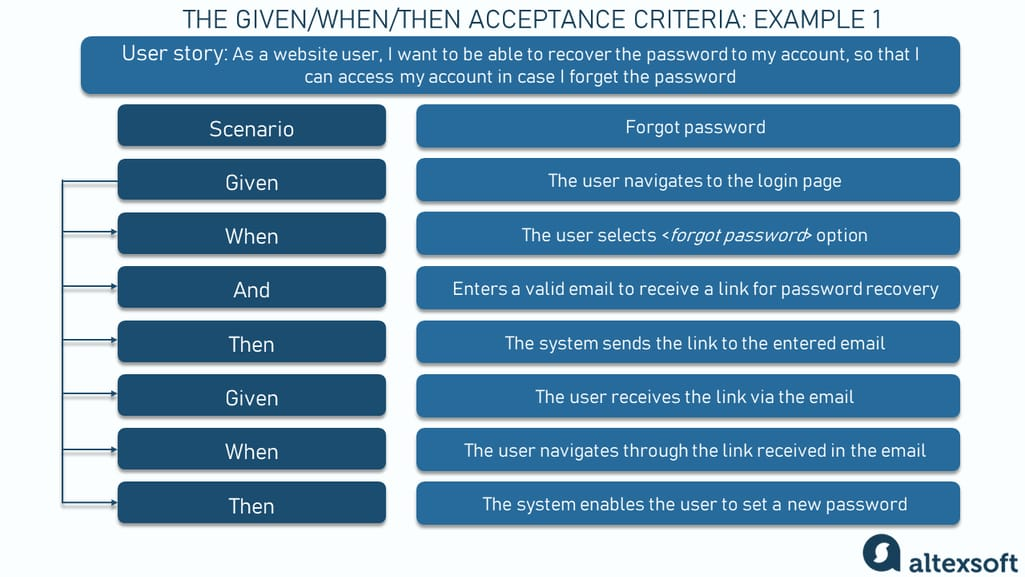 THE GIVEN/WHEN/THEN ACCEPTANCE CRITERIA: EXAMPLE 1
User story: As a website user, I want to be able to recover the password to my account, so that I
can access my account in case I forget the password
Scenario
Forgot password
Given
The user navigates to the login page
When
The user selects <forgot password> option
And
Enters a valid email to receive a link for password recovery
Then
The system sends the link to the entered email
Given
The user receives the link via the email
When
The user navigates through the link received in the email
Then
The system enables the user to set a new password
altexsoft